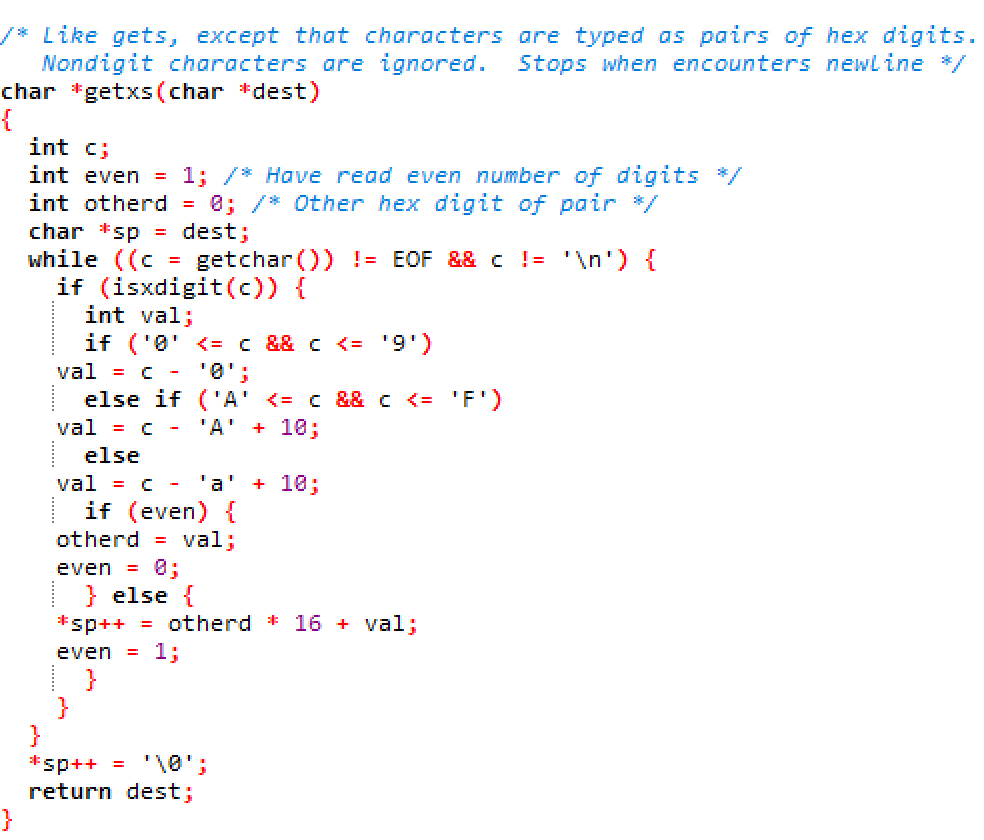 /* Like gets, except that characters are typed as pairs of hex digits.
   Nondigit characters are ignored.  Stops when encounters newline */
char *getxs(char *dest)
{
  int c;
  int even = 1; /* Have read even number of digits */
  int otherd = 0; /* Other hex digit of pair */
  char *sp = dest;
  while ((c = getchar()) != EOF && c != '\n') {
    if (isxdigit(c)) {
      int val;
      if ('0' <= c && c <= '9')
    val = c - '0';
      else if ('A' <= c && c <= 'F')
    val = c - 'A' + 10;
      else
    val = c - 'a' + 10;
      if (even) {
    otherd = val;
    even = 0;
      } else {
    *sp++ = otherd * 16 + val;
    even = 1;
      }
    }
  }
  *sp++ = '\0';
  return dest;
}